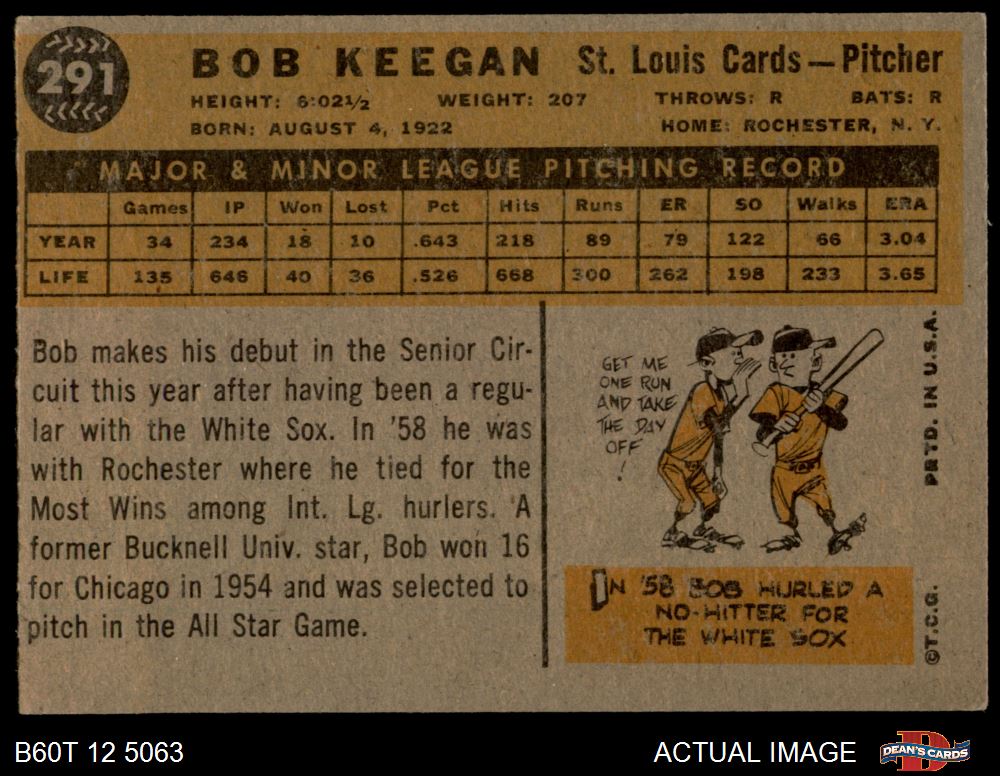 291
BOB KEEGAN St. Louis Cards — Pitcher
HEIGHT: 6:02½ WEIGHT: 207 THROWS: R BATS: R
BORN: AUGUST 4, 1922 HOME: ROCHESTER, N. Y.
MAJOR & MINOR LEAGUE PITCHING RECORD
Games IP Won Lost Pct Hits Runs ER SO Walks ERA
YEAR 34 234 18 10 .643 218 89 79 122 66 3.04
LIFE 135 646 40 36 .526 668 300 262 198 233 3.65
Bob makes his debut in the Senior Cir-
cuit this year after having been a regu-
lar with the White Sox. In '58 he was
with Rochester where he tied for the
Most Wins among Int. Lg. hurlers. A
former Bucknell Univ. star, Bob won 16
for Chicago in 1954 and was selected to
pitch in the All Star Game.
GET ME
ONE RUN
AND TAKE
THE DAY
OFF
!
IN '58 BOB HURLED A
NO-HITTER FOR
THE WHITE SOX
PRTD. IN U.S.A.
©T.C.G.
B60T 12 5063
ACTUAL IMAGE
D
DEAN'S CARDS